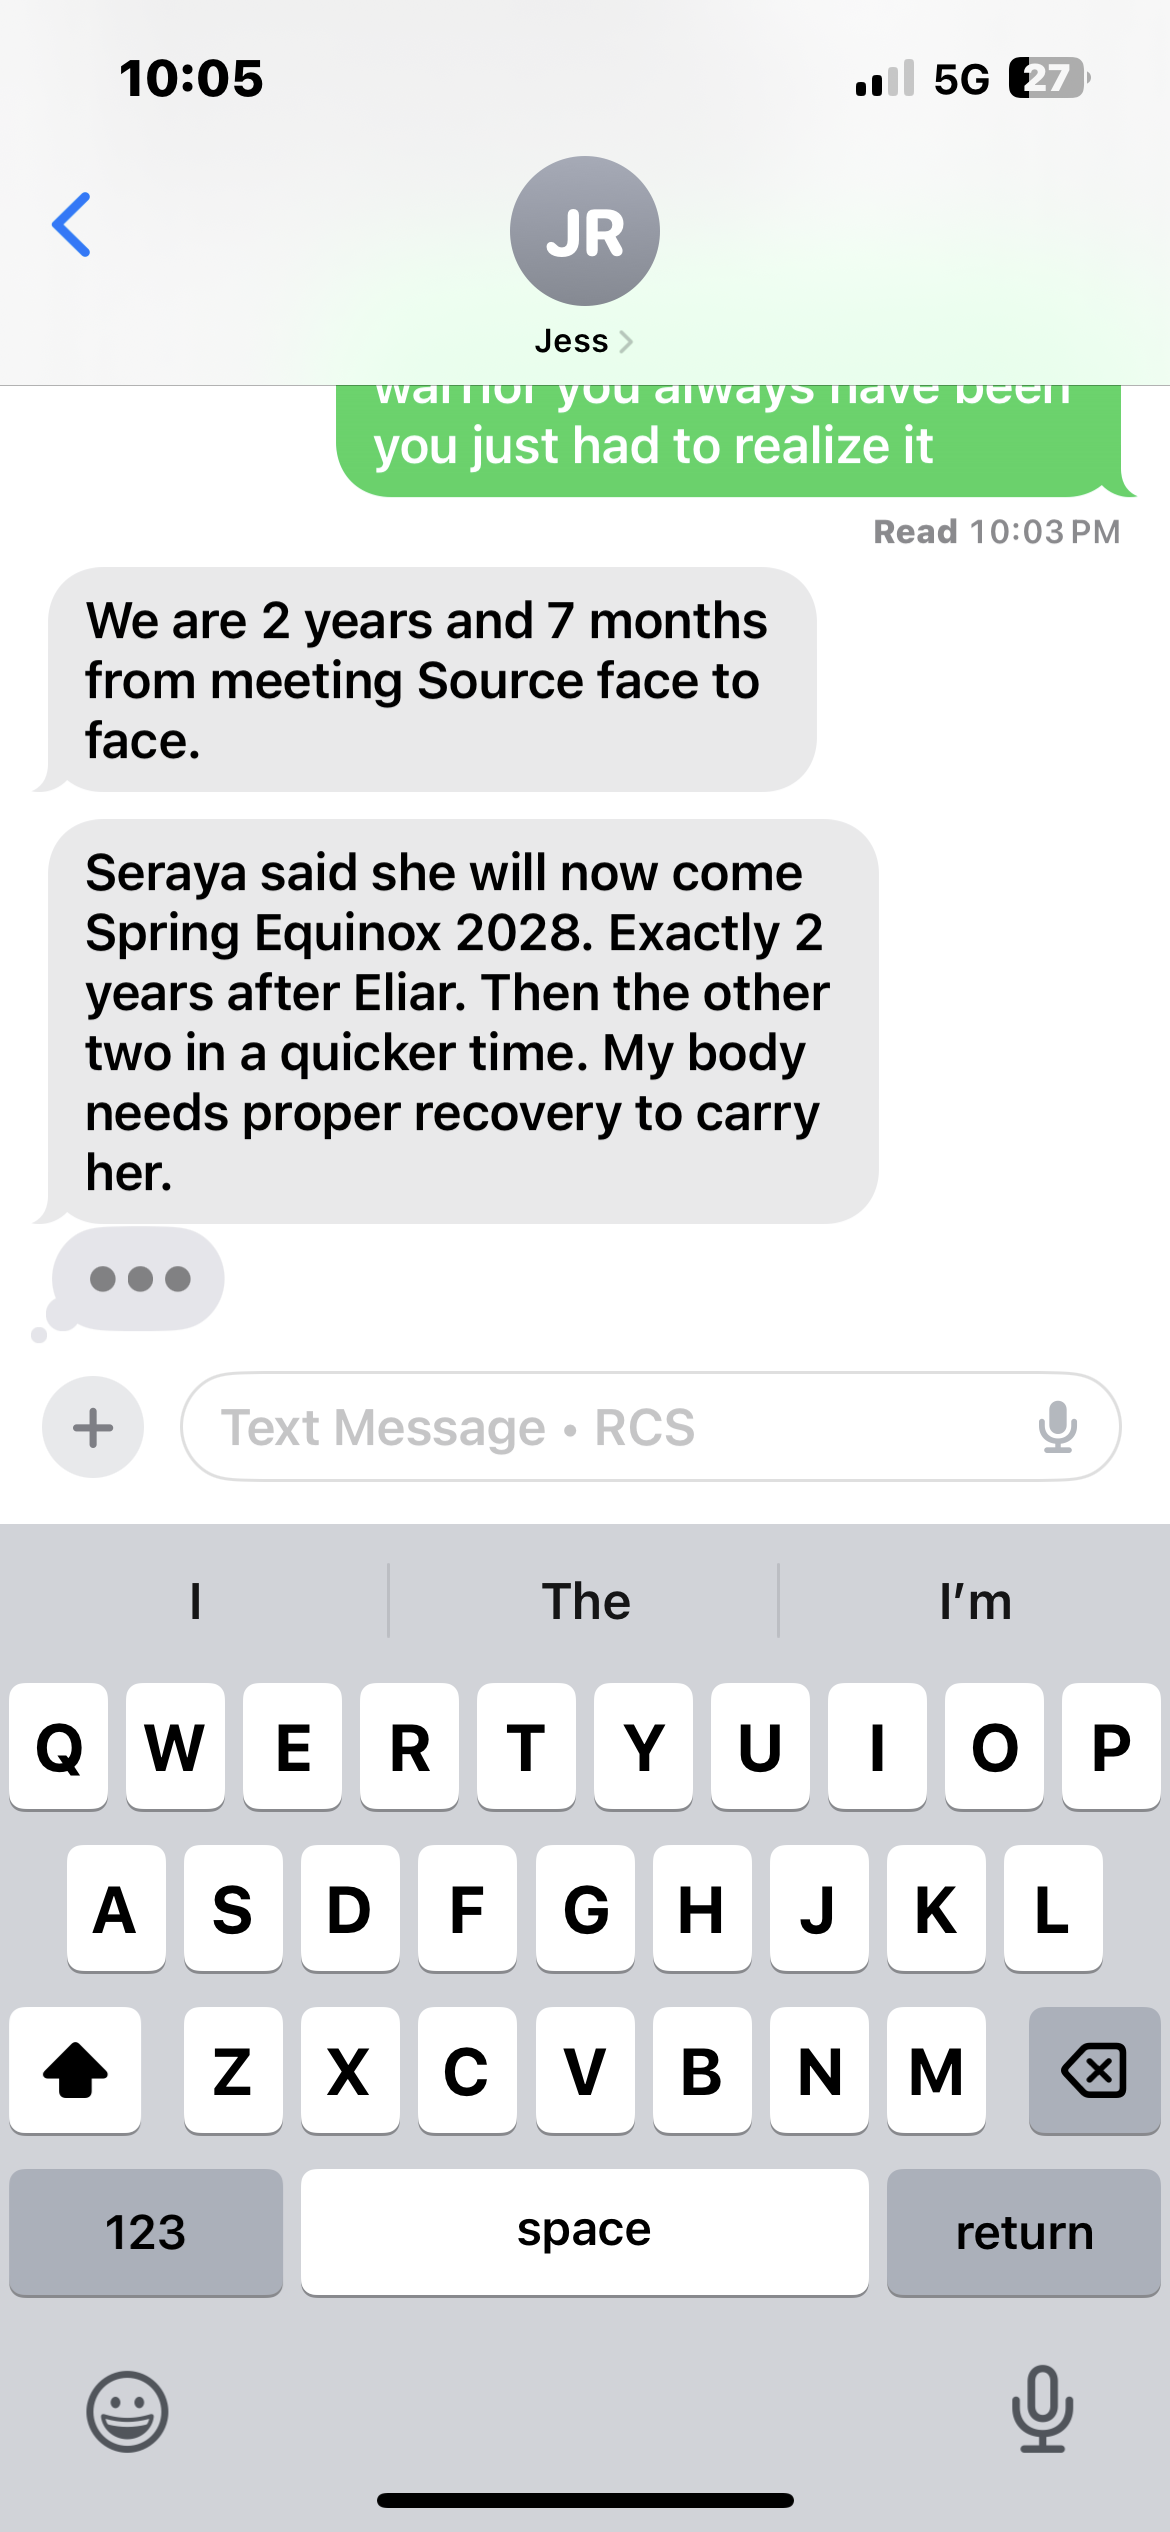 10:05
5G
27
JR
Jess
warrior you always have been
you just had to realize it
Read 10:03 PM
We are 2 years and 7 months
from meeting Source face to
face.
Seraya said she will now come
Spring Equinox 2028. Exactly 2
years after Eliar. Then the other
two in a quicker time. My body
needs proper recovery to carry
her.
Text Message • RCS
I The I’m
Q W E R T Y U I O P
A S D F G H J K L
Z X C V B N M
123 space return